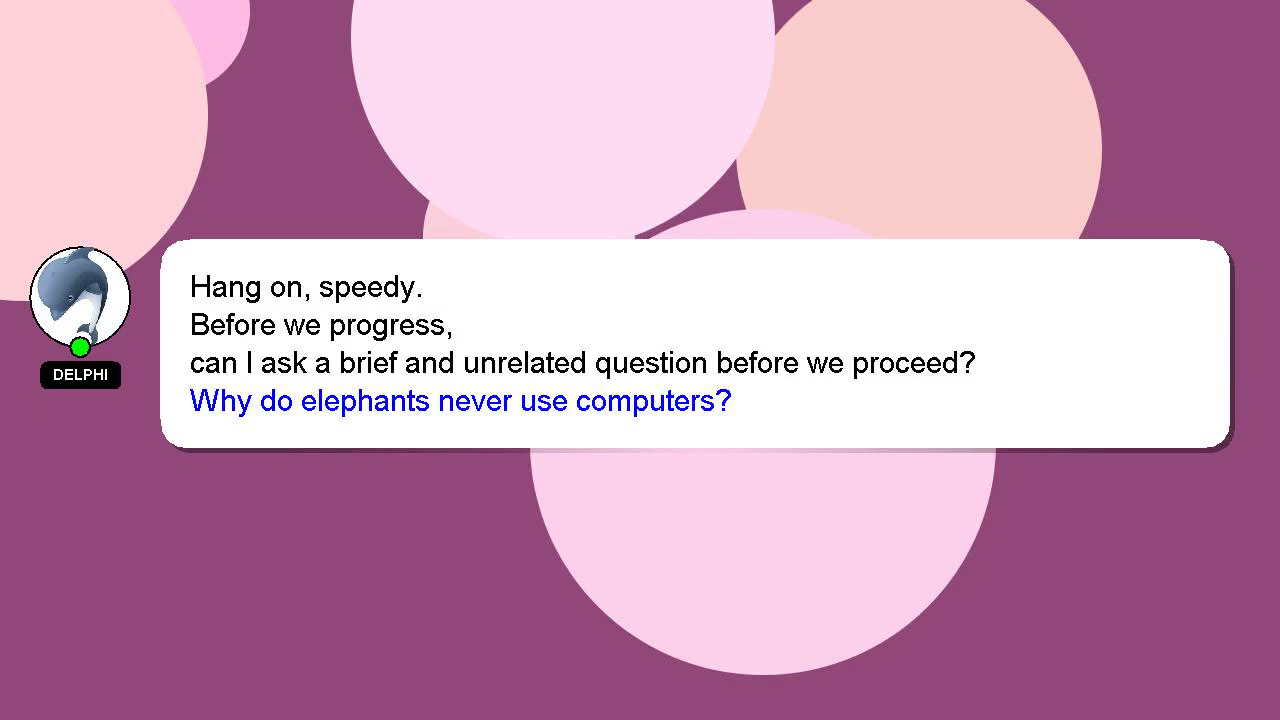 Hang on, speedy.
Before we progress,
can I ask a brief and unrelated question before we proceed?
Why do elephants never use computers?
DELPHI